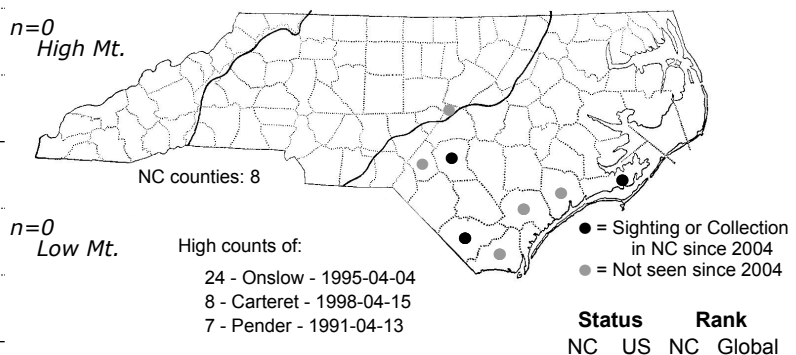 n=0
High Mt.
NC counties: 8
n=0
Low Mt.
High counts of:
24 - Onslow - 1995-04-04
8 - Carteret - 1998-04-15
7 - Pender - 1991-04-13
= Sighting or Collection
in NC since 2004
= Not seen since 2004
Status Rank
NC US NC Global